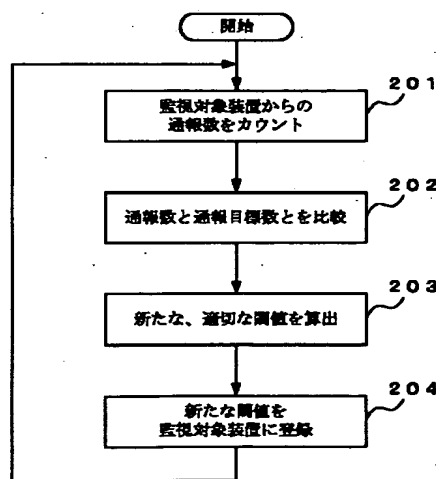 開始
201
監視対象装置からの
通報数をカウント
202
通報数と通報目標数とを比較
203
新たな、適切な閾値を算出
204
新たな閾値を
監視対象装置に登録